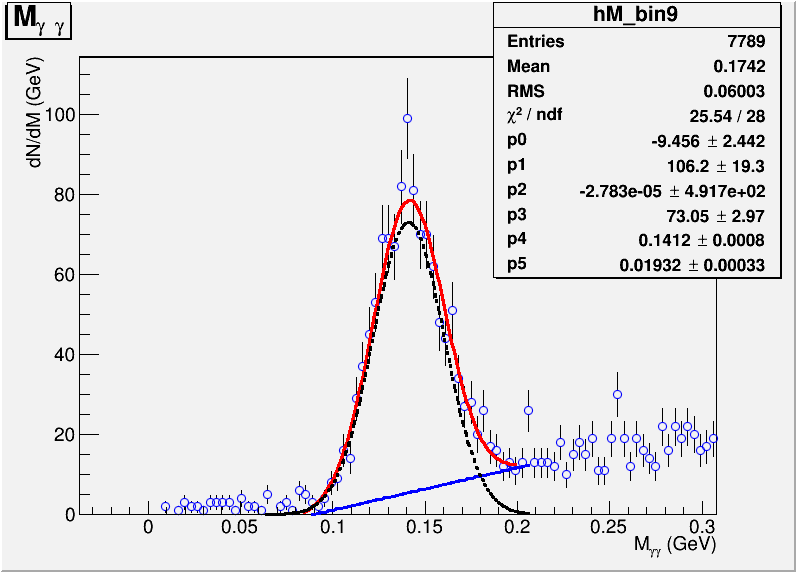 M γ γ
hM_bin9
Entries 7789
Mean 0.1742
RMS 0.06003
χ² / ndf 25.54 / 28
p0 -9.456 ± 2.442
p1 106.2 ± 19.3
p2 -2.783e-05 ± 4.917e+02
p3 73.05 ± 2.97
p4 0.1412 ± 0.0008
p5 0.01932 ± 0.00033
dN/dM (GeV)
100
80
60
40
20
0
0 0.05 0.1 0.15 0.2 0.25 0.3
Mγγ (GeV)